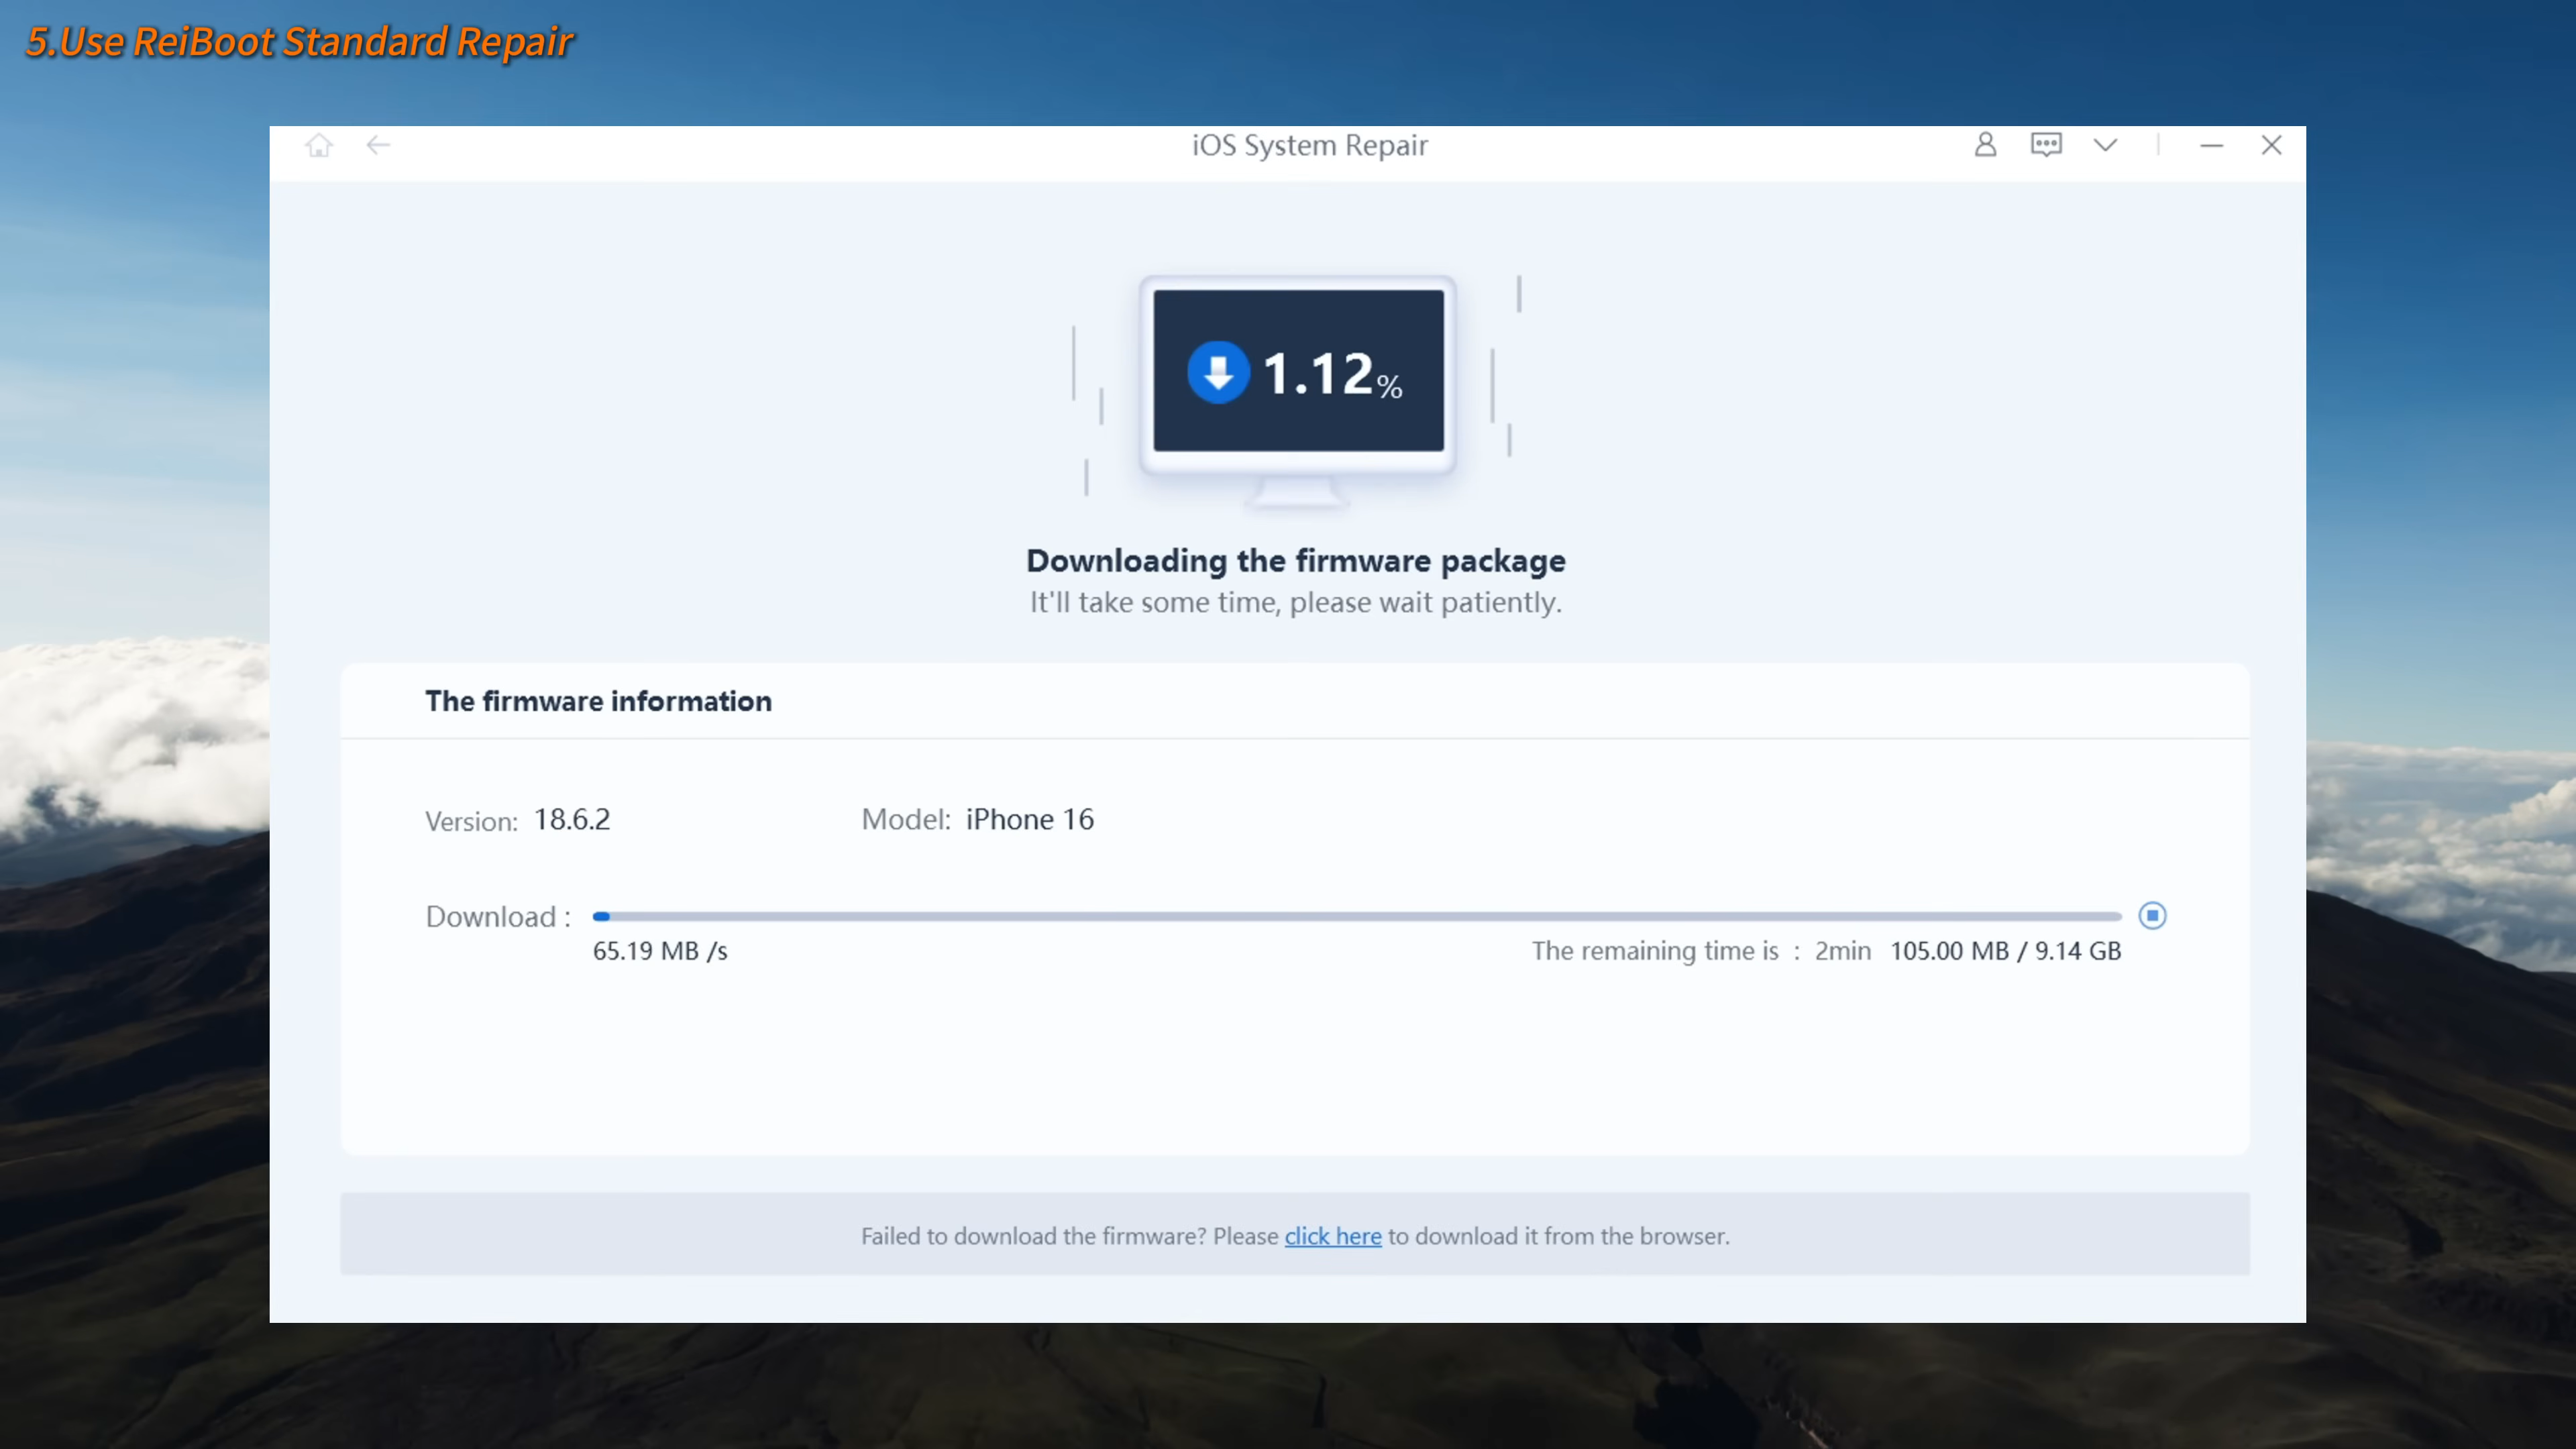 5.Use ReiBoot Standard Repair
iOS System Repair
1.12%
Downloading the firmware package
It'll take some time, please wait patiently.
The firmware information
Version: 18.6.2 Model: iPhone 16
Download :
65.19 MB /s The remaining time is : 2min 105.00 MB / 9.14 GB
Failed to download the firmware? Please click here to download it from the browser.